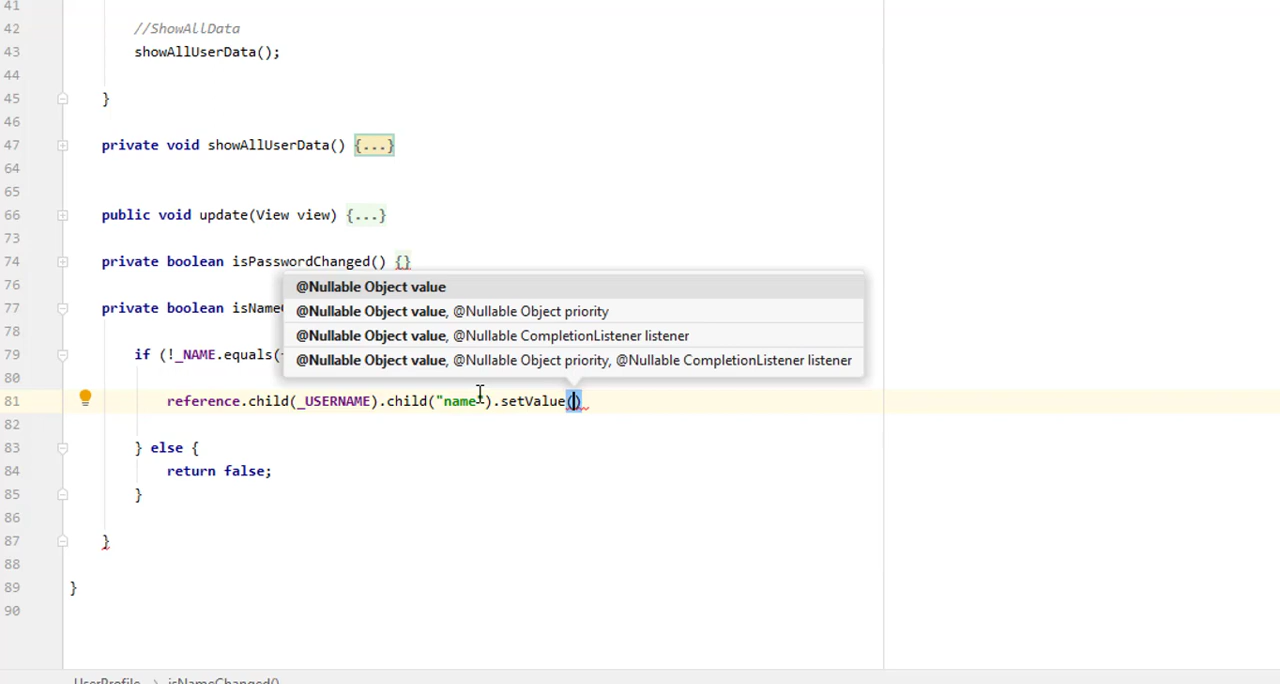 41
42 //ShowAllData
43 showAllUserData();
44
45 }
46
47 private void showAllUserData() {...}
64
65
66 public void update(View view) {...}
73
74 private boolean isPasswordChanged() {}
76 @Nullable Object value
77 private boolean isName
@Nullable Object value, @Nullable Object priority
78 @Nullable Object value, @Nullable CompletionListener listener
79 if (!_NAME.equals(
@Nullable Object value, @Nullable Object priority, @Nullable CompletionListener listener
80
81 reference.child(_USERNAME).child("name").setValue()
82
83 } else {
84 return false;
85 }
86
87 }
88
89 }
90
UserProfile > isNameChanged()